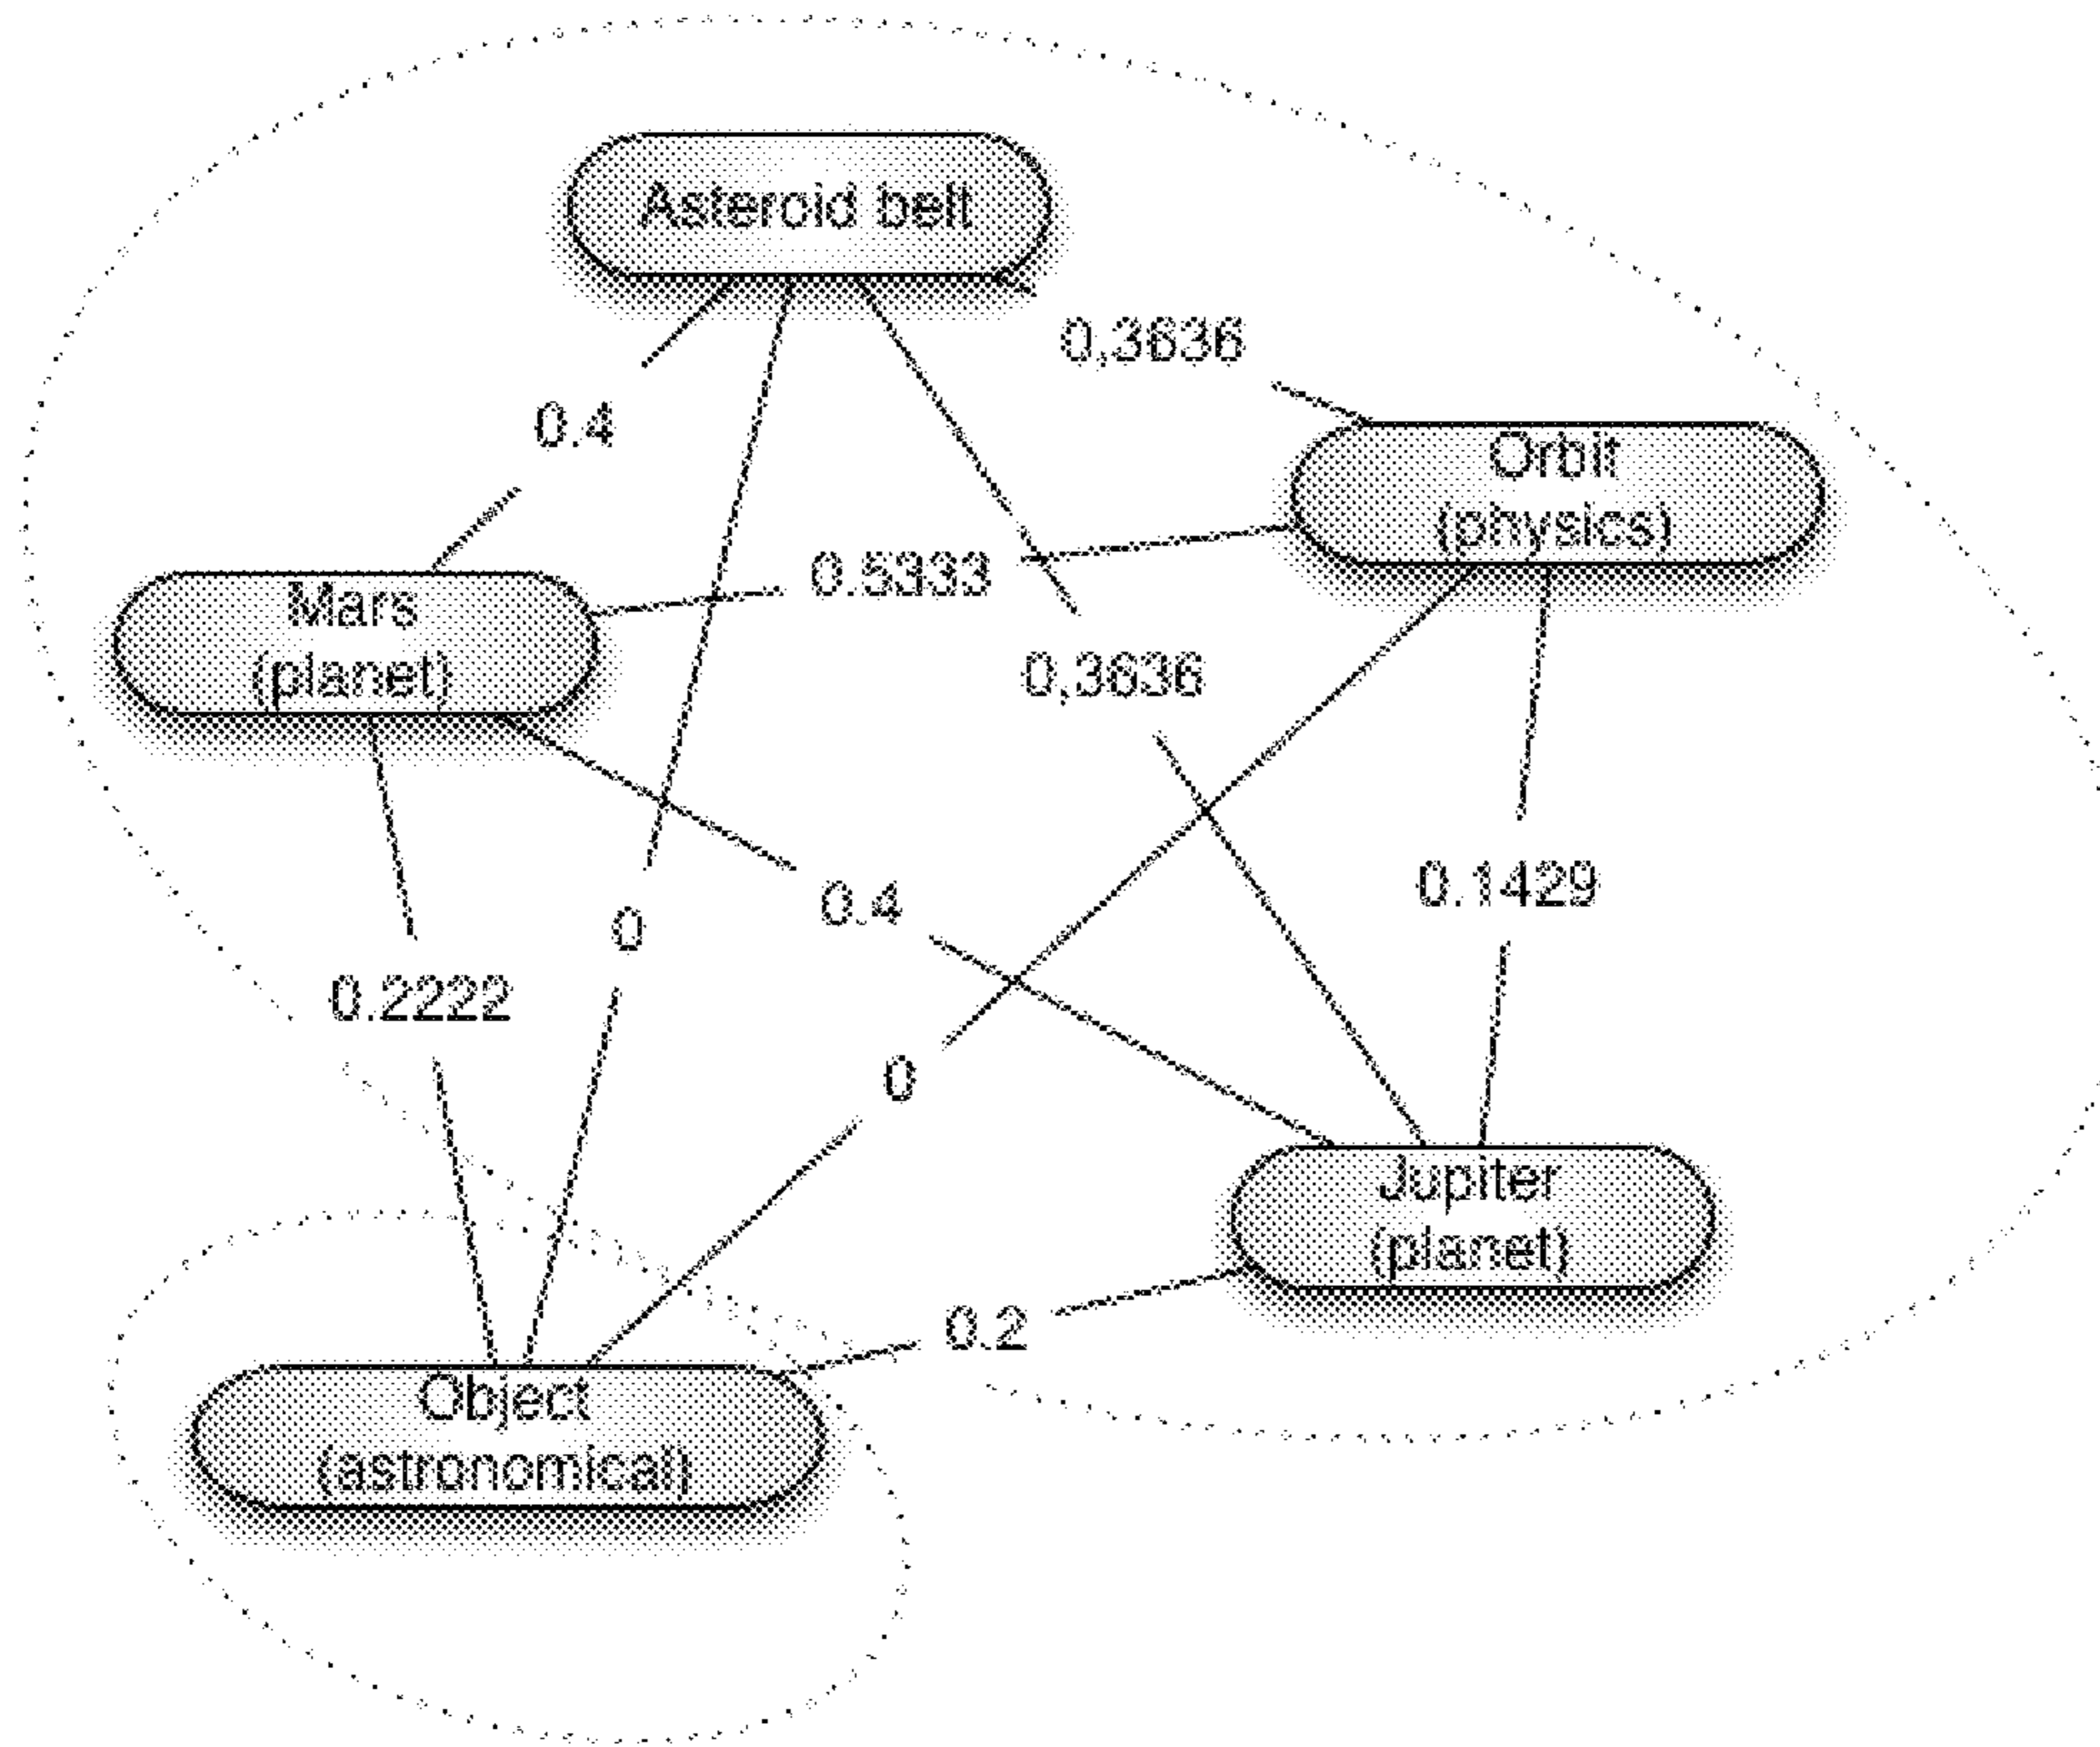 Asteroid belt
0.3636
0.4
Orbit
(physics)
0.5333
Mars
(planet)
0.3636
0.1429
0.4
0
0.2222
0
Jupiter
(planet)
0.2
Object
(astronomical)